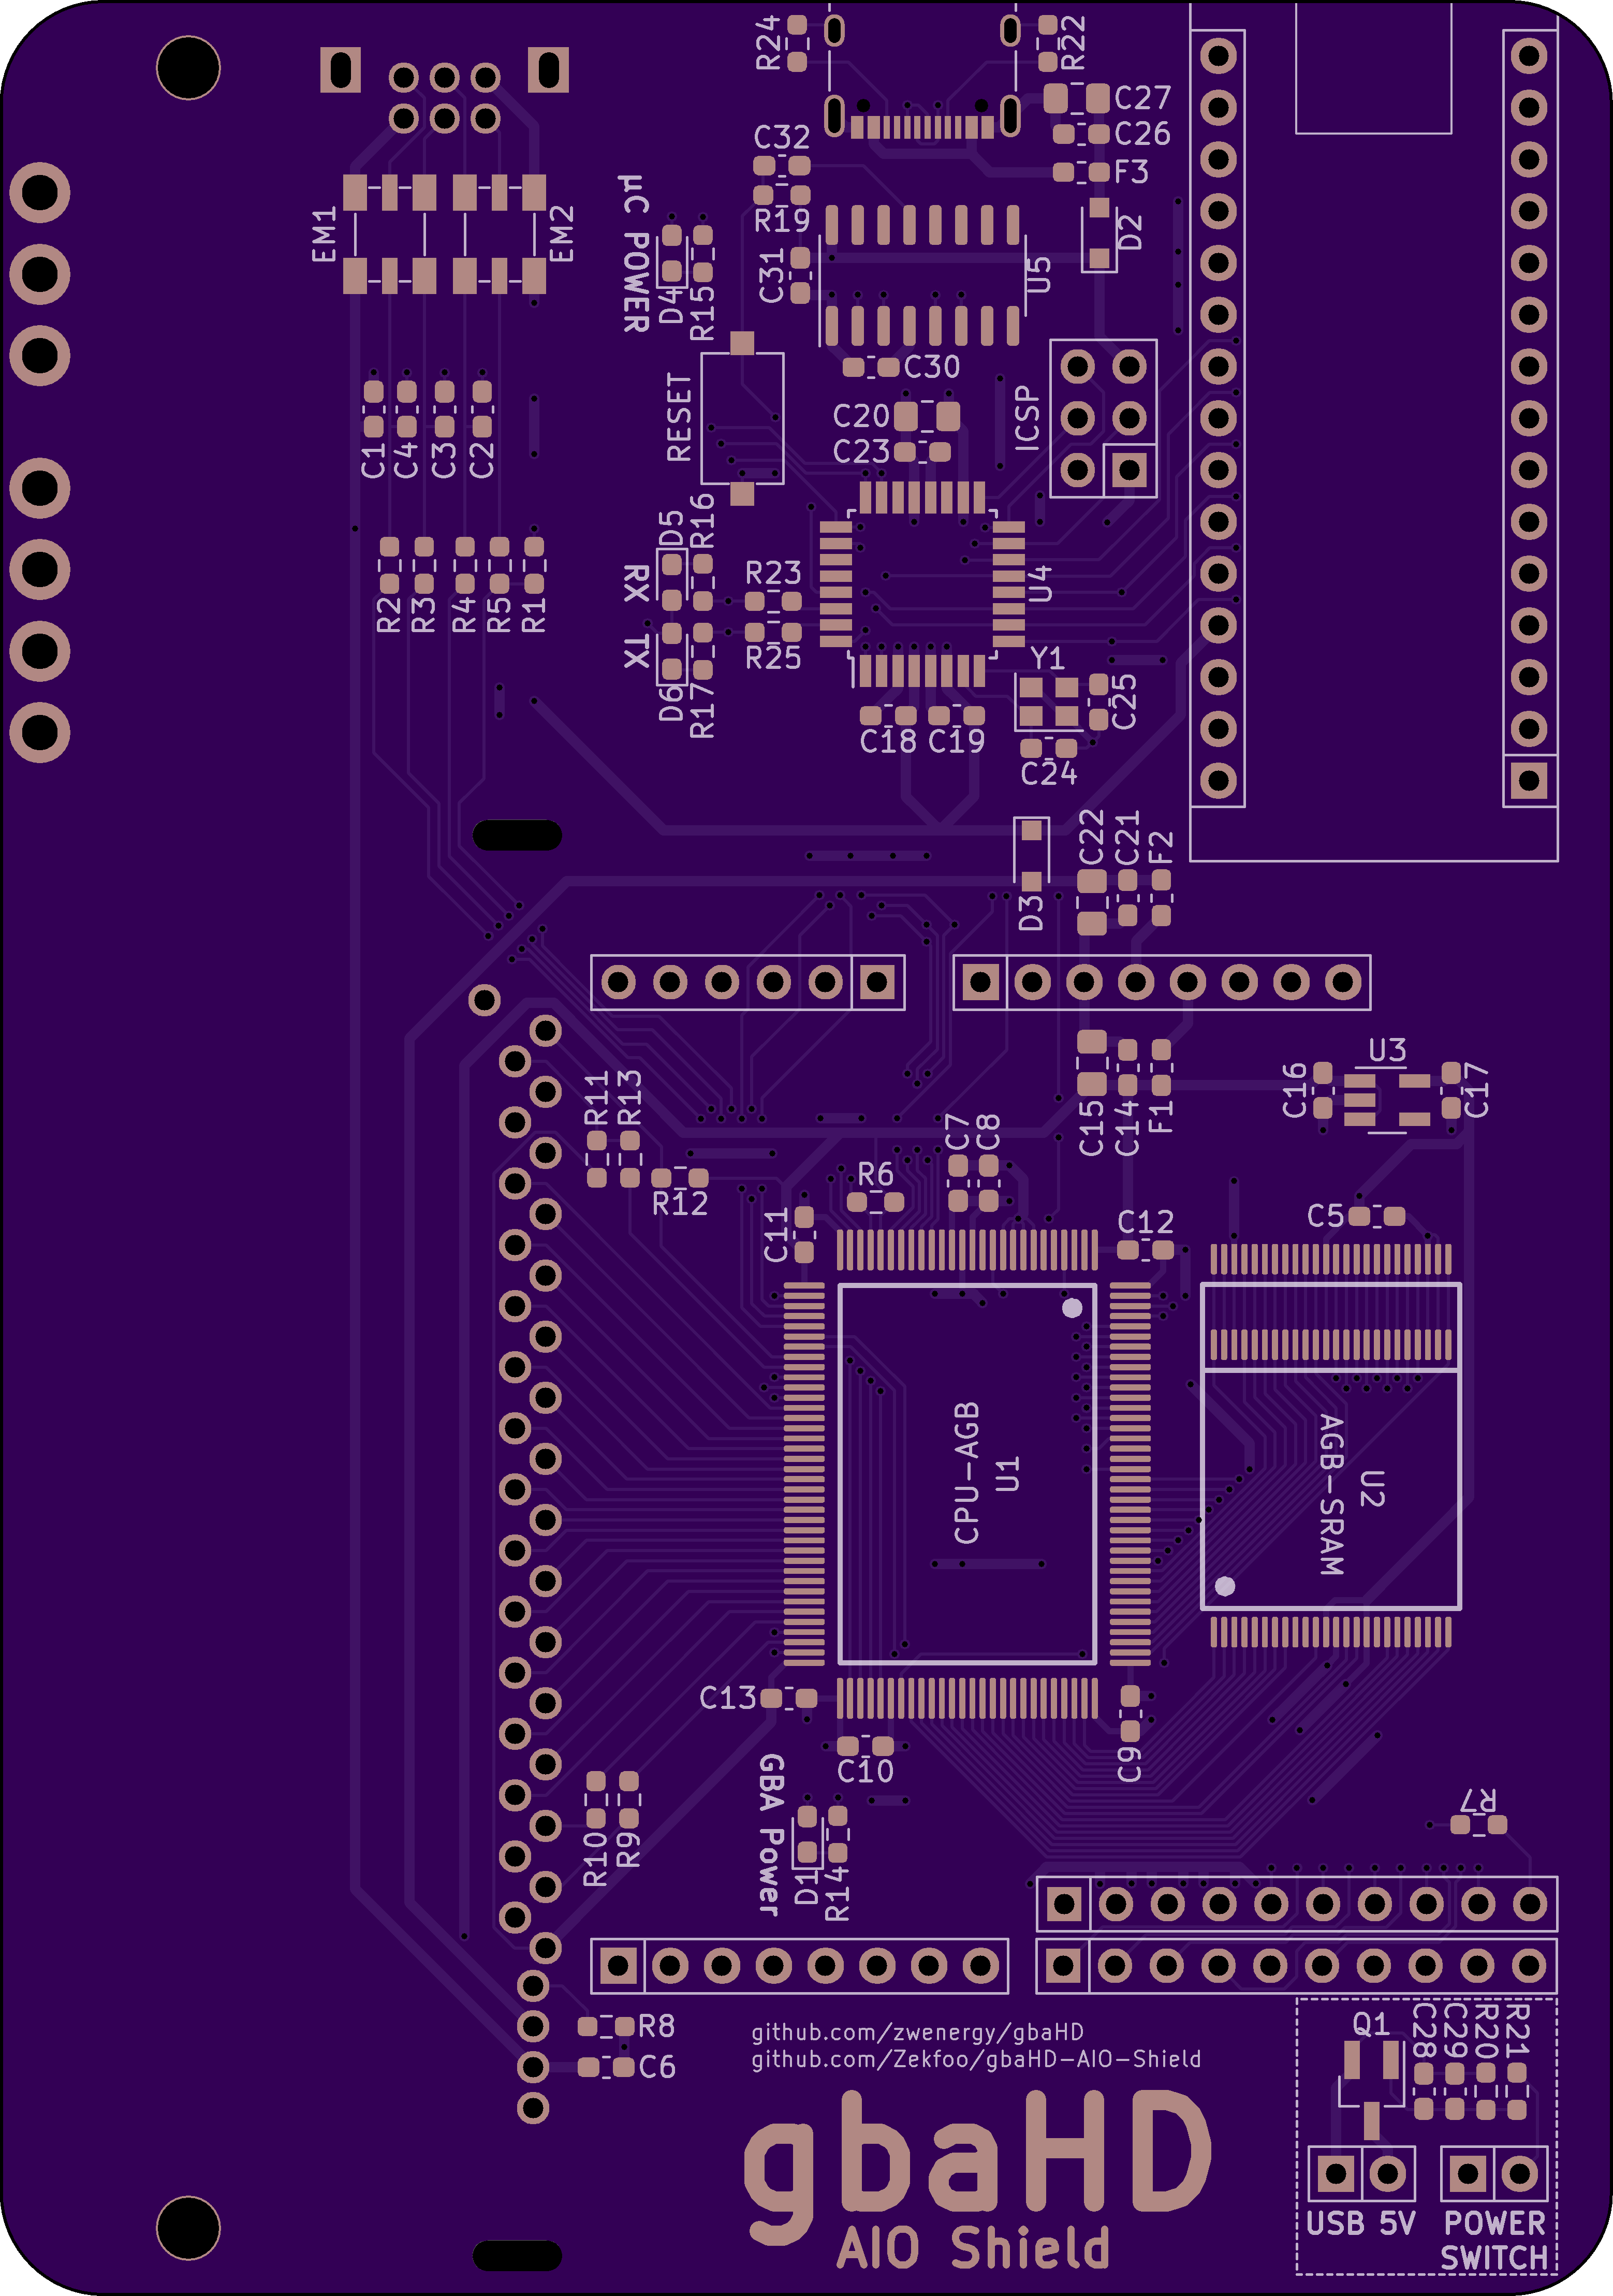 R24
R22
C27
C26
F3
C32
R19
EM1
EM2
µC POWER
D4
R15
C31
U5
D2
C30
RESET
C20
C23
ICSP
C1
C4
C3
C2
D5
R16
RX
R23
U4
R2
R3
R4
R5
R1
TX
R25
D6
R17
Y1
C25
C18
C19
C24
C22
C21
F2
D3
U3
C16
C17
R11
R13
C15
C14
F1
C7
C8
R12
R6
C11
C12
C5
CPU-AGB
U1
AGB-SRAM
U2
C13
C10
C9
GBA Power
R10
R9
D1
R14
R7
R8
C6
github.com/zwenergy/gbaHD
github.com/Zekfoo/gbaHD-AIO-Shield
Q1
C28
C29
R20
R21
gbaHD
AIO Shield
USB 5V
POWER
SWITCH